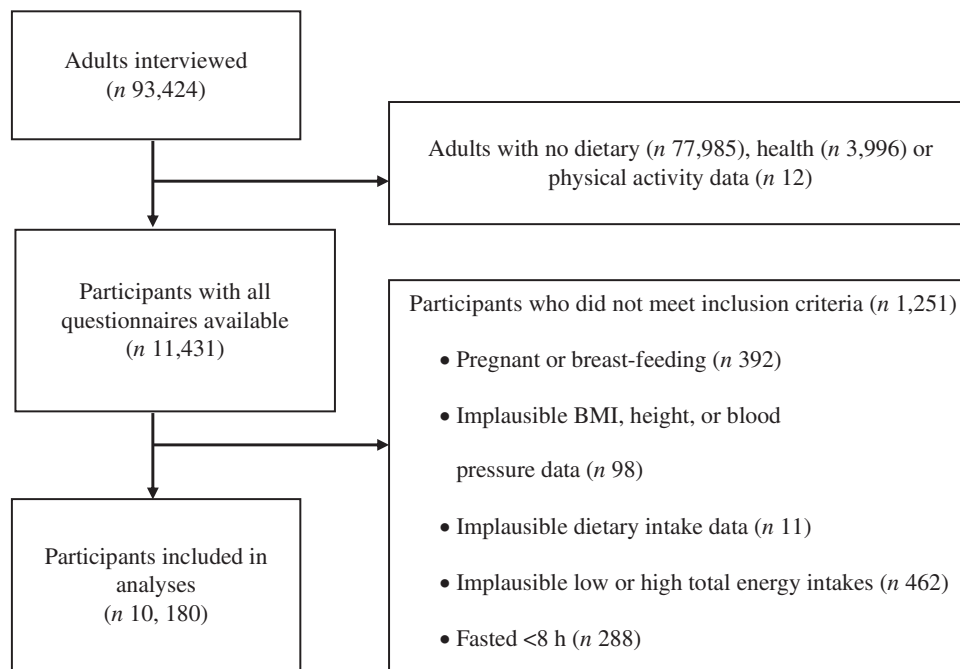 Adults interviewed
(n 93,424)
Adults with no dietary (n 77,985), health (n 3,996) or
physical activity data (n 12)
Participants with all
questionnaires available
(n 11,431)
Participants who did not meet inclusion criteria (n 1,251)
• Pregnant or breast-feeding (n 392)
• Implausible BMI, height, or blood
pressure data (n 98)
• Implausible dietary intake data (n 11)
• Implausible low or high total energy intakes (n 462)
• Fasted <8 h (n 288)
Participants included in
analyses
(n 10, 180)